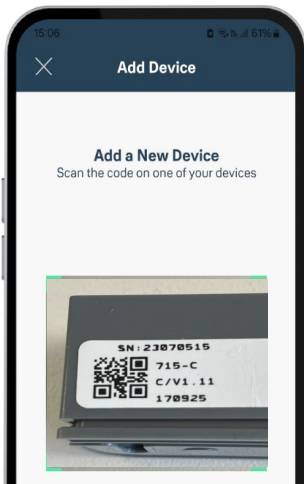 15:06
61%
Add Device
Add a New Device
Scan the code on one of your devices
SN:23070515
715-C
C/V1.11
170925